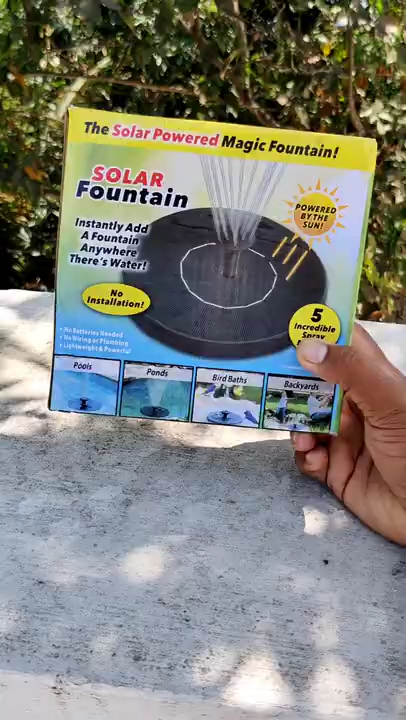 The Solar Powered Magic Fountain!
SOLAR
Fountain
POWERED
BY THE
SUN!
Instantly Add
A Fountain
Anywhere
There's Water!
No
Installation!
• No Batteries Needed
• No Wiring or Plumbing
• Lightweight & Powerful
5
Incredible
Spray
Pools
Ponds
Bird Baths
Backyards